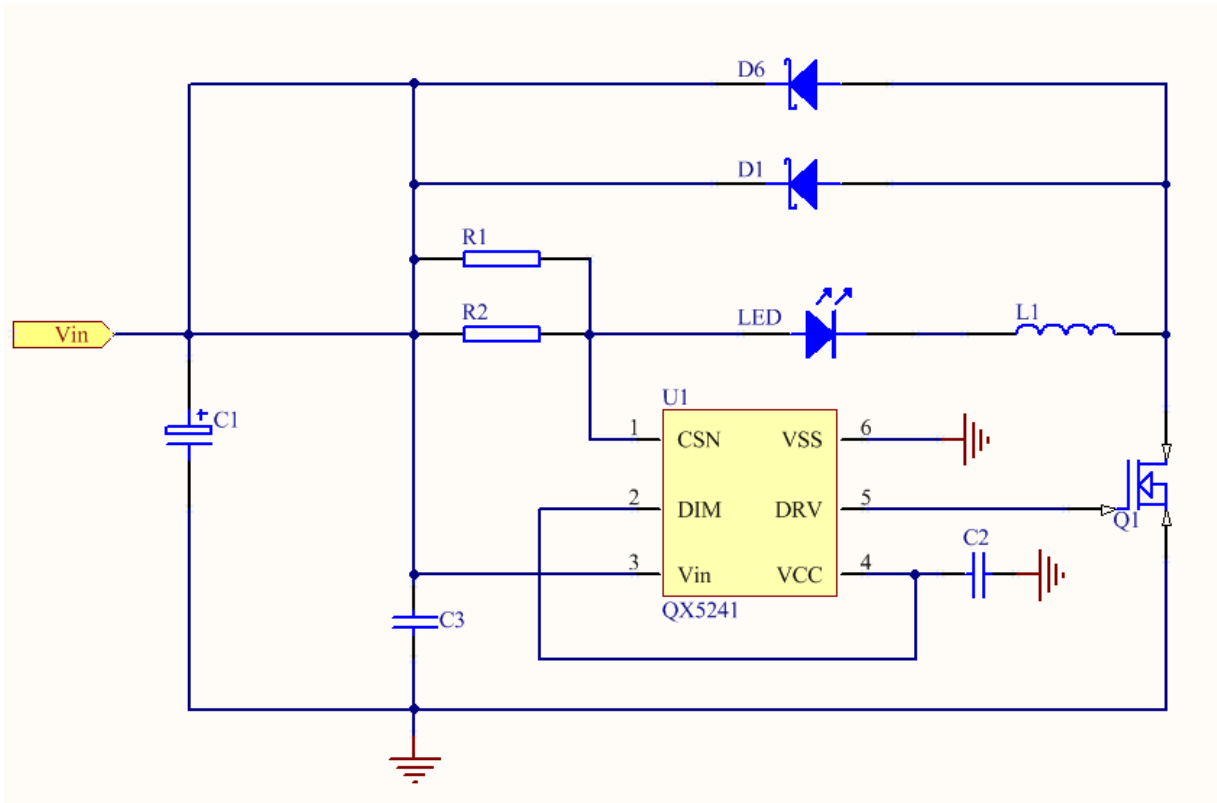 D6
D1
R1
R2
Vin
LED
L1
C1
U1
1 CSN VSS 6
2 DIM DRV 5
Q1
C2
3 Vin VCC 4
QX5241
C3